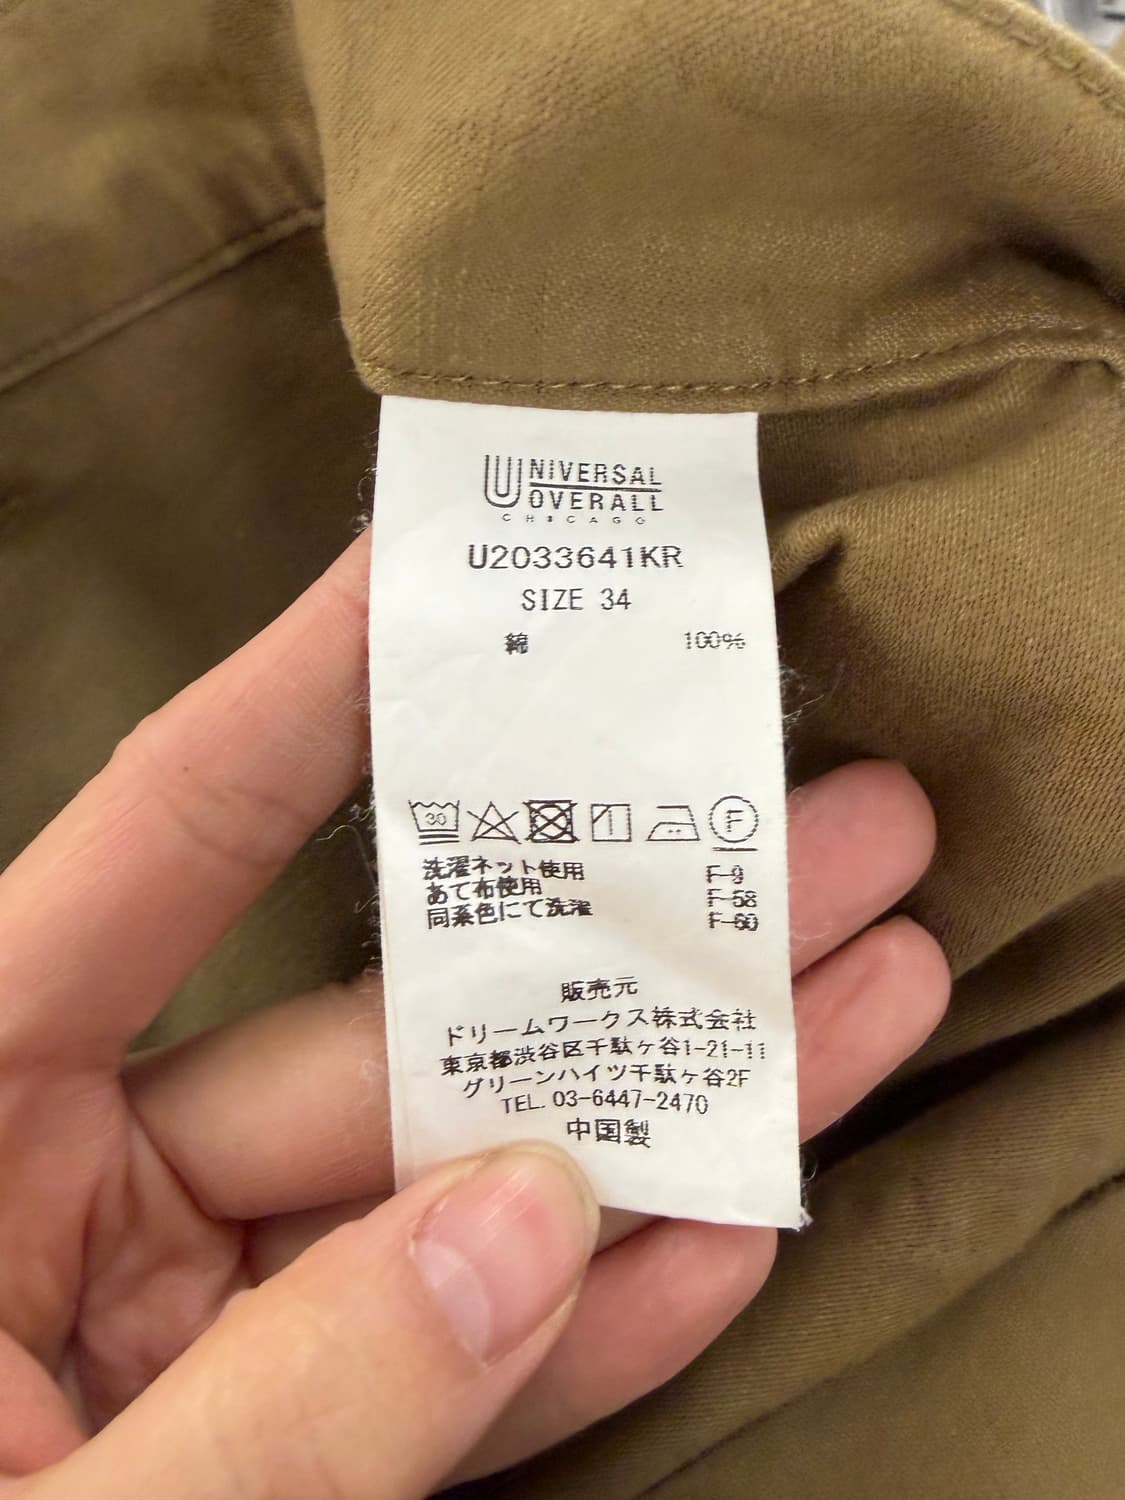 UNIVERSAL
OVERALL
CHICAGO
U2033641KR
SIZE 34
綿 100%
30 F
洗濯ネット使用 F-9
あて布使用 F-58
同系色にて洗濯 F-60
販売元
ドリームワークス株式会社
東京都渋谷区千駄ヶ谷1-21-11
グリーンハイツ千駄ヶ谷2F
TEL. 03-6447-2470
中国製